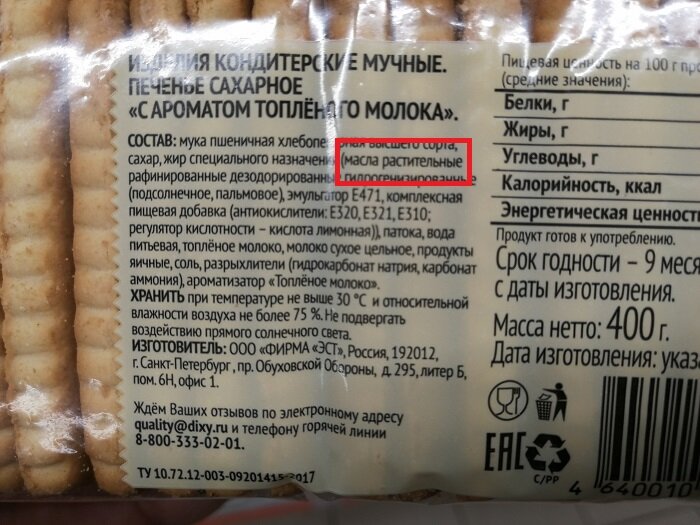 ИЗДЕЛИЯ КОНДИТЕРСКИЕ МУЧНЫЕ.
ПЕЧЕНЬЕ САХАРНОЕ
«С АРОМАТОМ ТОПЛЁНОГО МОЛОКА».
СОСТАВ: мука пшеничная хлебопекарная высшего сорта,
сахар, жир специального назначения (масла растительные
рафинированные дезодорированные гидрогенизированные
(подсолнечное, пальмовое), эмульгатор Е471, комплексная
пищевая добавка (антиокислители: Е320, Е321, Е310;
регулятор кислотности – кислота лимонная)), патока, вода
питьевая, топлёное молоко, молоко сухое цельное, продукты
яичные, соль, разрыхлители (гидрокарбонат натрия, карбонат
аммония), ароматизатор «Топлёное молоко».
ХРАНИТЬ при температуре не выше 30 °С и относительной
влажности воздуха не более 75 %. Не подвергать
воздействию прямого солнечного света.
ИЗГОТОВИТЕЛЬ: ООО «ФИРМА «ЭСТ», Россия, 192012,
г. Санкт-Петербург, пр. Обуховской Обороны, д. 295, литер Б,
пом. 6Н, офис 1.
Ждём Ваших отзывов по электронному адресу
quality@dixy.ru и телефону горячей линии
8-800-333-02-01.
ТУ 10.72.12-003-0920141 2017
Пищевая ценность на 100 г
(средние значения):
Белки, г
Жиры, г
Углеводы, г
Калорийность, ккал
Энергетическая
Продукт готов к употреблению.
Срок годности – 9
с даты изготовления.
Масса нетто: 400 г.
Дата изготовления:
ЕАС
С/РР
4 640010